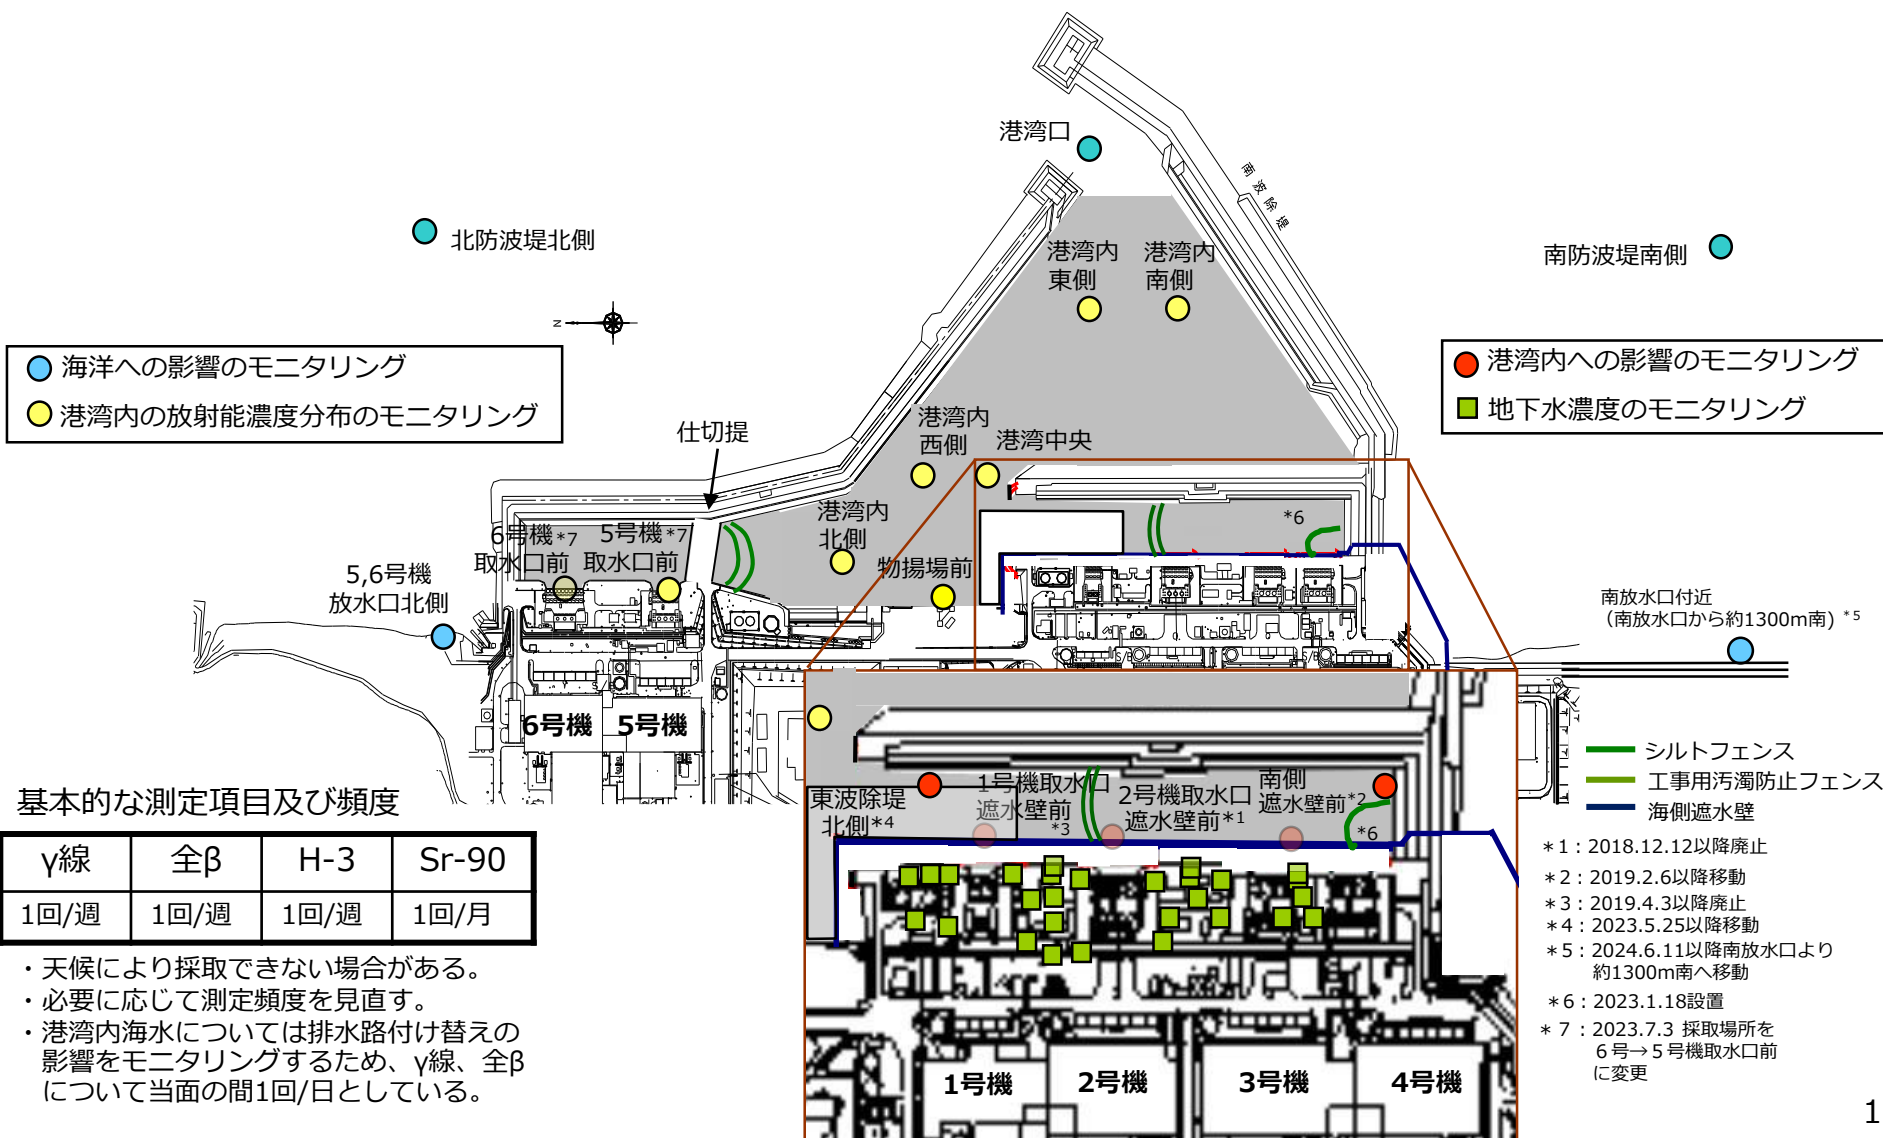 港湾口
南波除堤
北防波堤北側
南防波堤南側
港湾内
東側
港湾内
南側
N
海洋への影響のモニタリング
港湾内の放射能濃度分布のモニタリング
港湾内への影響のモニタリング
地下水濃度のモニタリング
仕切提
港湾内
西側
港湾中央
港湾内
北側
物揚場前
6号機*7
取水口前
5号機*7
取水口前
*6
5,6号機
放水口北側
南放水口付近
（南放水口から約1300m南）*5
6号機
5号機
シルトフェンス
工事用汚濁防止フェンス
海側遮水壁
東波除堤
北側*4
1号機取水口
遮水壁前
*3
2号機取水口
遮水壁前*1
南側
遮水壁前*2
*6
基本的な測定項目及び頻度
γ線 全β H-3 Sr-90
1回/週 1回/週 1回/週 1回/月
・天候により採取できない場合がある。
・必要に応じて測定頻度を見直す。
・港湾内海水については排水路付け替えの
影響をモニタリングするため、γ線、全β
について当面の間1回/日としている。
＊1：2018.12.12以降廃止
＊2：2019.2.6以降移動
＊3：2019.4.3以降廃止
＊4：2023.5.25以降移動
＊5：2024.6.11以降南放水口より
約1300m南へ移動
＊6：2023.1.18設置
＊7：2023.7.3 採取場所を
６号→５号機取水口前
に変更
1号機
2号機
3号機
4号機
1